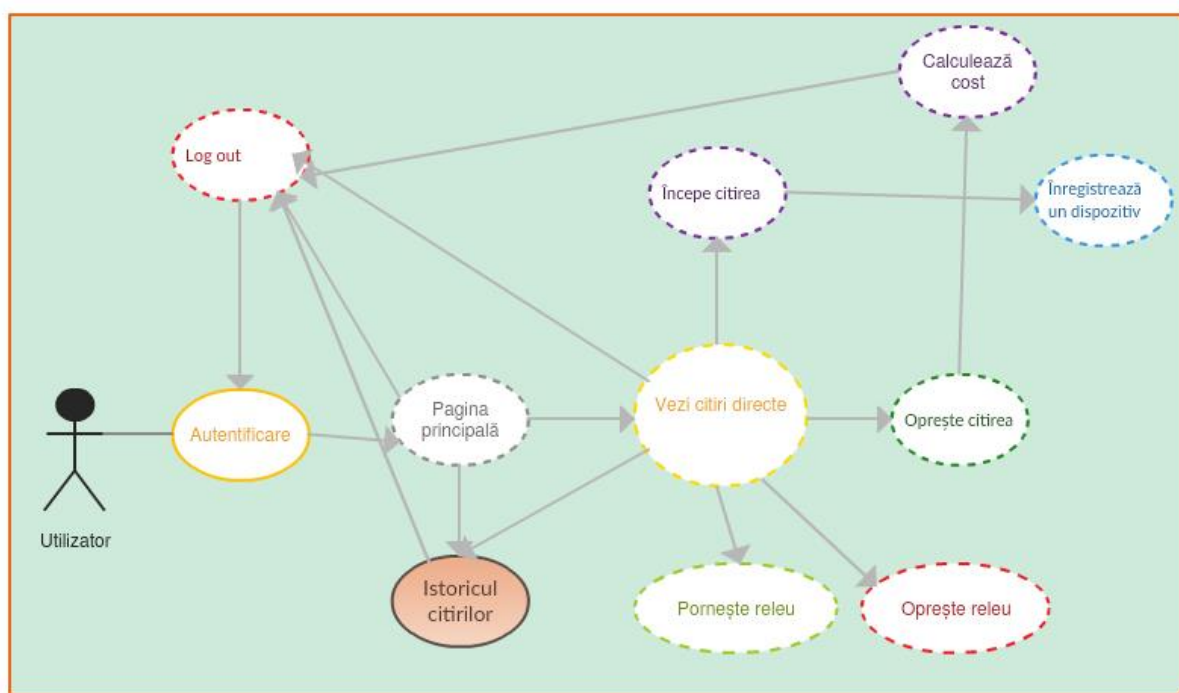 Calculează
cost
Log out
Începe citirea
Înregistrează
un dispozitiv
Vezi citiri directe
Pagina
principală
Oprește citirea
Autentificare
Utilizator
Istoricul
citirilor
Pornește releu
Oprește releu